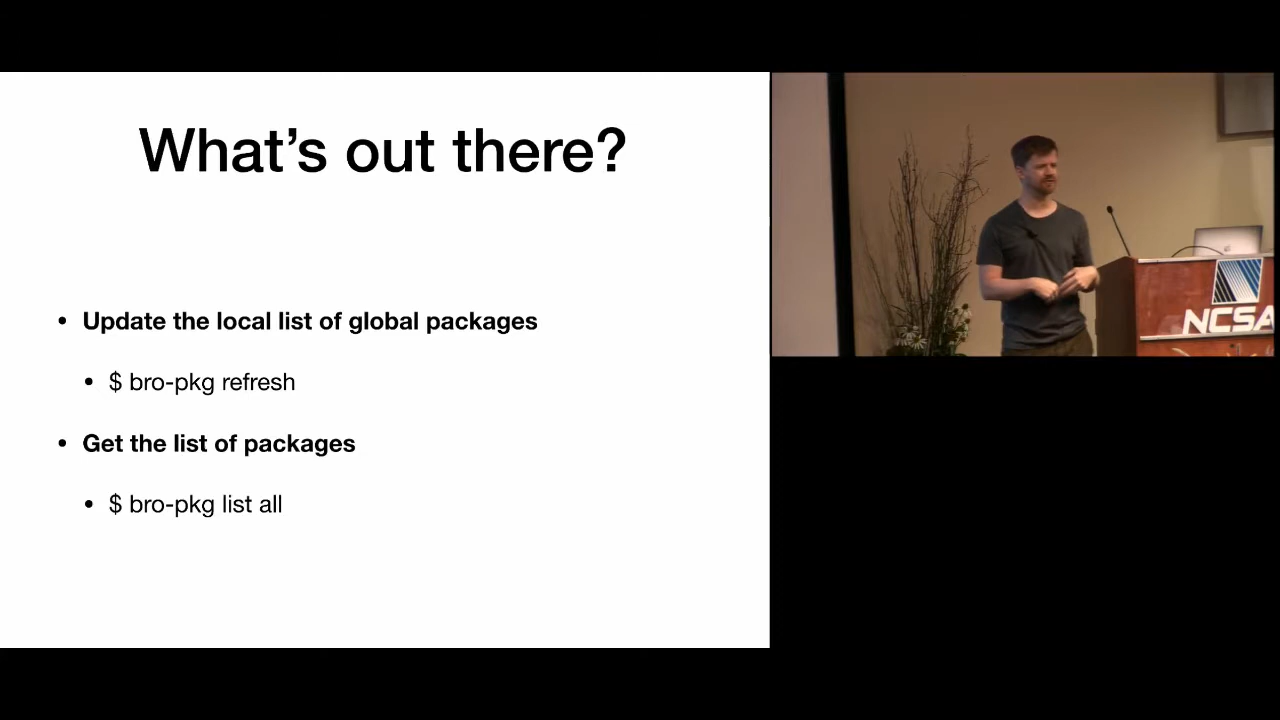 What's out there?
• Update the local list of global packages
• $ bro-pkg refresh
• Get the list of packages
• $ bro-pkg list all
NCSA